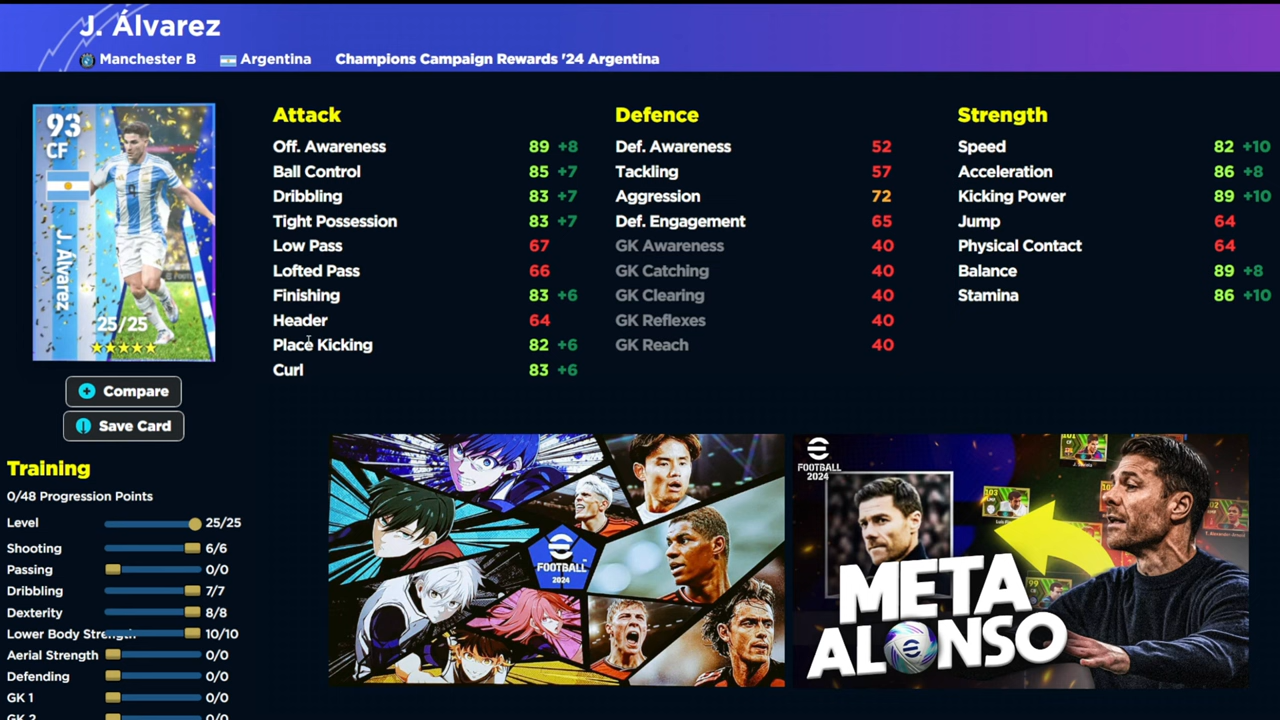 J. Álvarez
Manchester B Argentina Champions Campaign Rewards '24 Argentina
93
CF
J. Álvarez
25/25
Compare
Save Card
Training
0/48 Progression Points
Level 25/25
Shooting 6/6
Passing 0/0
Dribbling 7/7
Dexterity 8/8
Lower Body Strength 10/10
Aerial Strength 0/0
Defending 0/0
GK 1 0/0
GK 2 0/0
Attack
Off. Awareness 89 +8
Ball Control 85 +7
Dribbling 83 +7
Tight Possession 83 +7
Low Pass 67
Lofted Pass 66
Finishing 83 +6
Header 64
Place Kicking 82 +6
Curl 83 +6
Defence
Def. Awareness 52
Tackling 57
Aggression 72
Def. Engagement 65
GK Awareness 40
GK Catching 40
GK Clearing 40
GK Reflexes 40
GK Reach 40
Strength
Speed 82 +10
Acceleration 86 +8
Kicking Power 89 +10
Jump 64
Physical Contact 64
Balance 89 +8
Stamina 86 +10
FOOTBALL
2024
FOOTBALL
2024
103
99
META
ALONSO